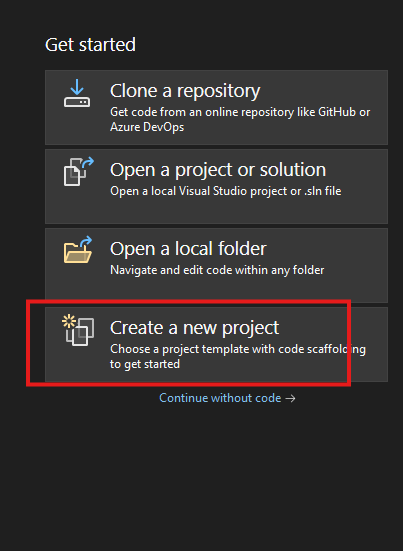 Get started
Clone a repository
Get code from an online repository like GitHub or
Azure DevOps
Open a project or solution
Open a local Visual Studio project or .sln file
Open a local folder
Navigate and edit code within any folder
Create a new project
Choose a project template with code scaffolding
to get started
Continue without code →